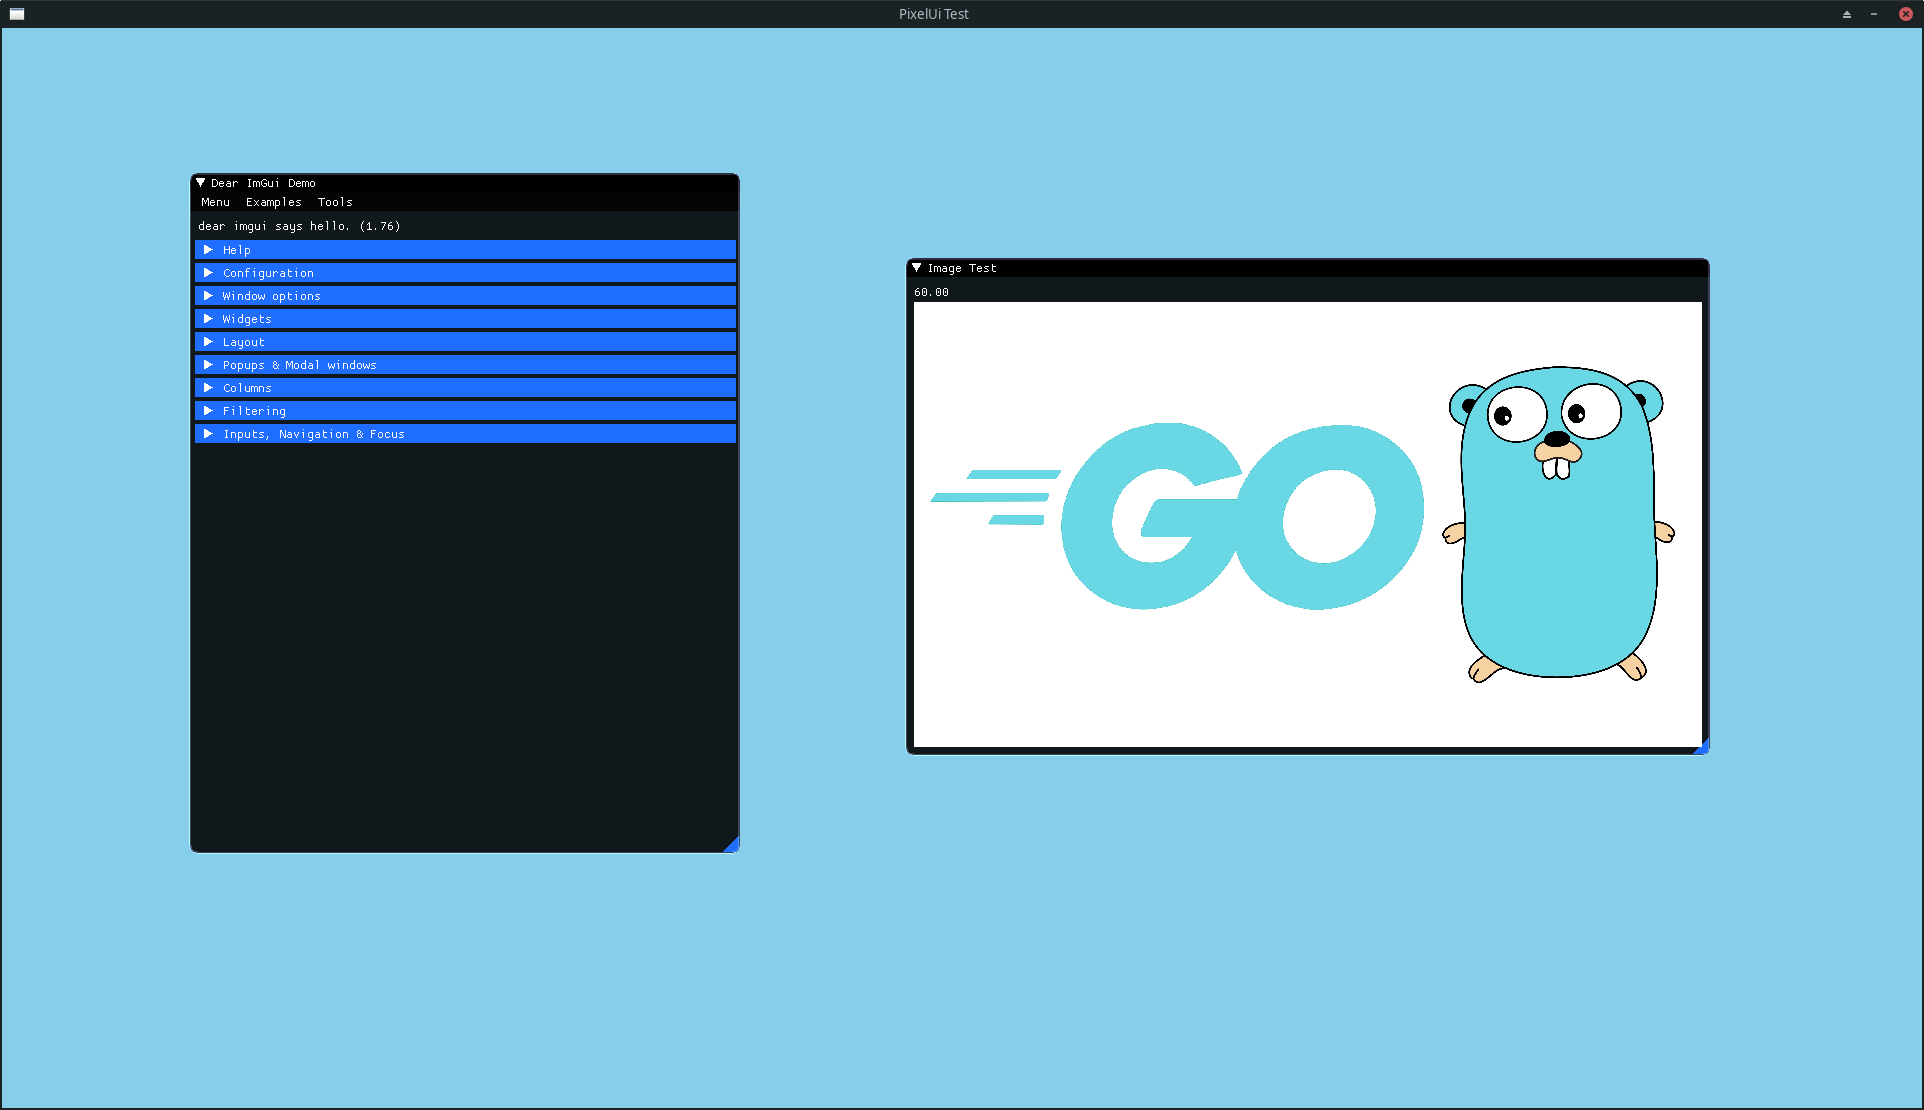 PixelUi Test
Dear ImGui Demo
Menu Examples Tools
dear imgui says hello. (1.76)
Help
Configuration
Window options
Widgets
Layout
Popups & Modal windows
Columns
Filtering
Inputs, Navigation & Focus
Image Test
60.00
GO